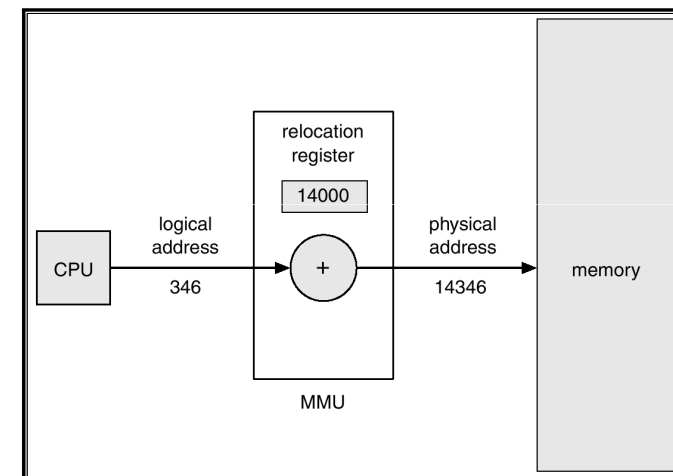 relocation
register
14000
logical
address
346
CPU
+
physical
address
14346
memory
MMU